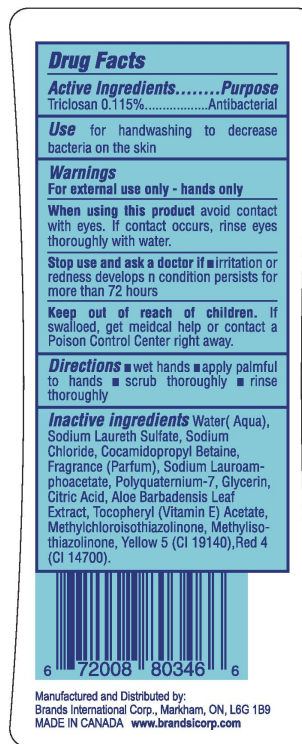 Drug Facts
Active Ingredients........Purpose
Triclosan 0.115%..................Antibacterial
Use for handwashing to decrease
bacteria on the skin
Warnings
For external use only - hands only
When using this product avoid contact
with eyes. If contact occurs, rinse eyes
thoroughly with water.
Stop use and ask a doctor if ■irritation or
redness develops n condition persists for
more than 72 hours
Keep out of reach of children. If
swalloed, get meidcal help or contact a
Poison Control Center right away.
Directions ■ wet hands ■ apply palmful
to hands ■ scrub thoroughly ■ rinse
thoroughly
Inactive ingredients Water( Aqua),
Sodium Laureth Sulfate, Sodium
Chloride, Cocamidopropyl Betaine,
Fragrance (Parfum), Sodium Lauroam-
phoacetate, Polyquaternium-7, Glycerin,
Citric Acid, Aloe Barbadensis Leaf
Extract, Tocopheryl (Vitamin E) Acetate,
Methylchloroisothiazolinone, Methyliso-
thiazolinone, Yellow 5 (CI 19140),Red 4
(CI 14700).
6 72008 80346 6
Manufactured and Distributed by:
Brands International Corp., Markham, ON, L6G 1B9
MADE IN CANADA www.brandsicorp.com